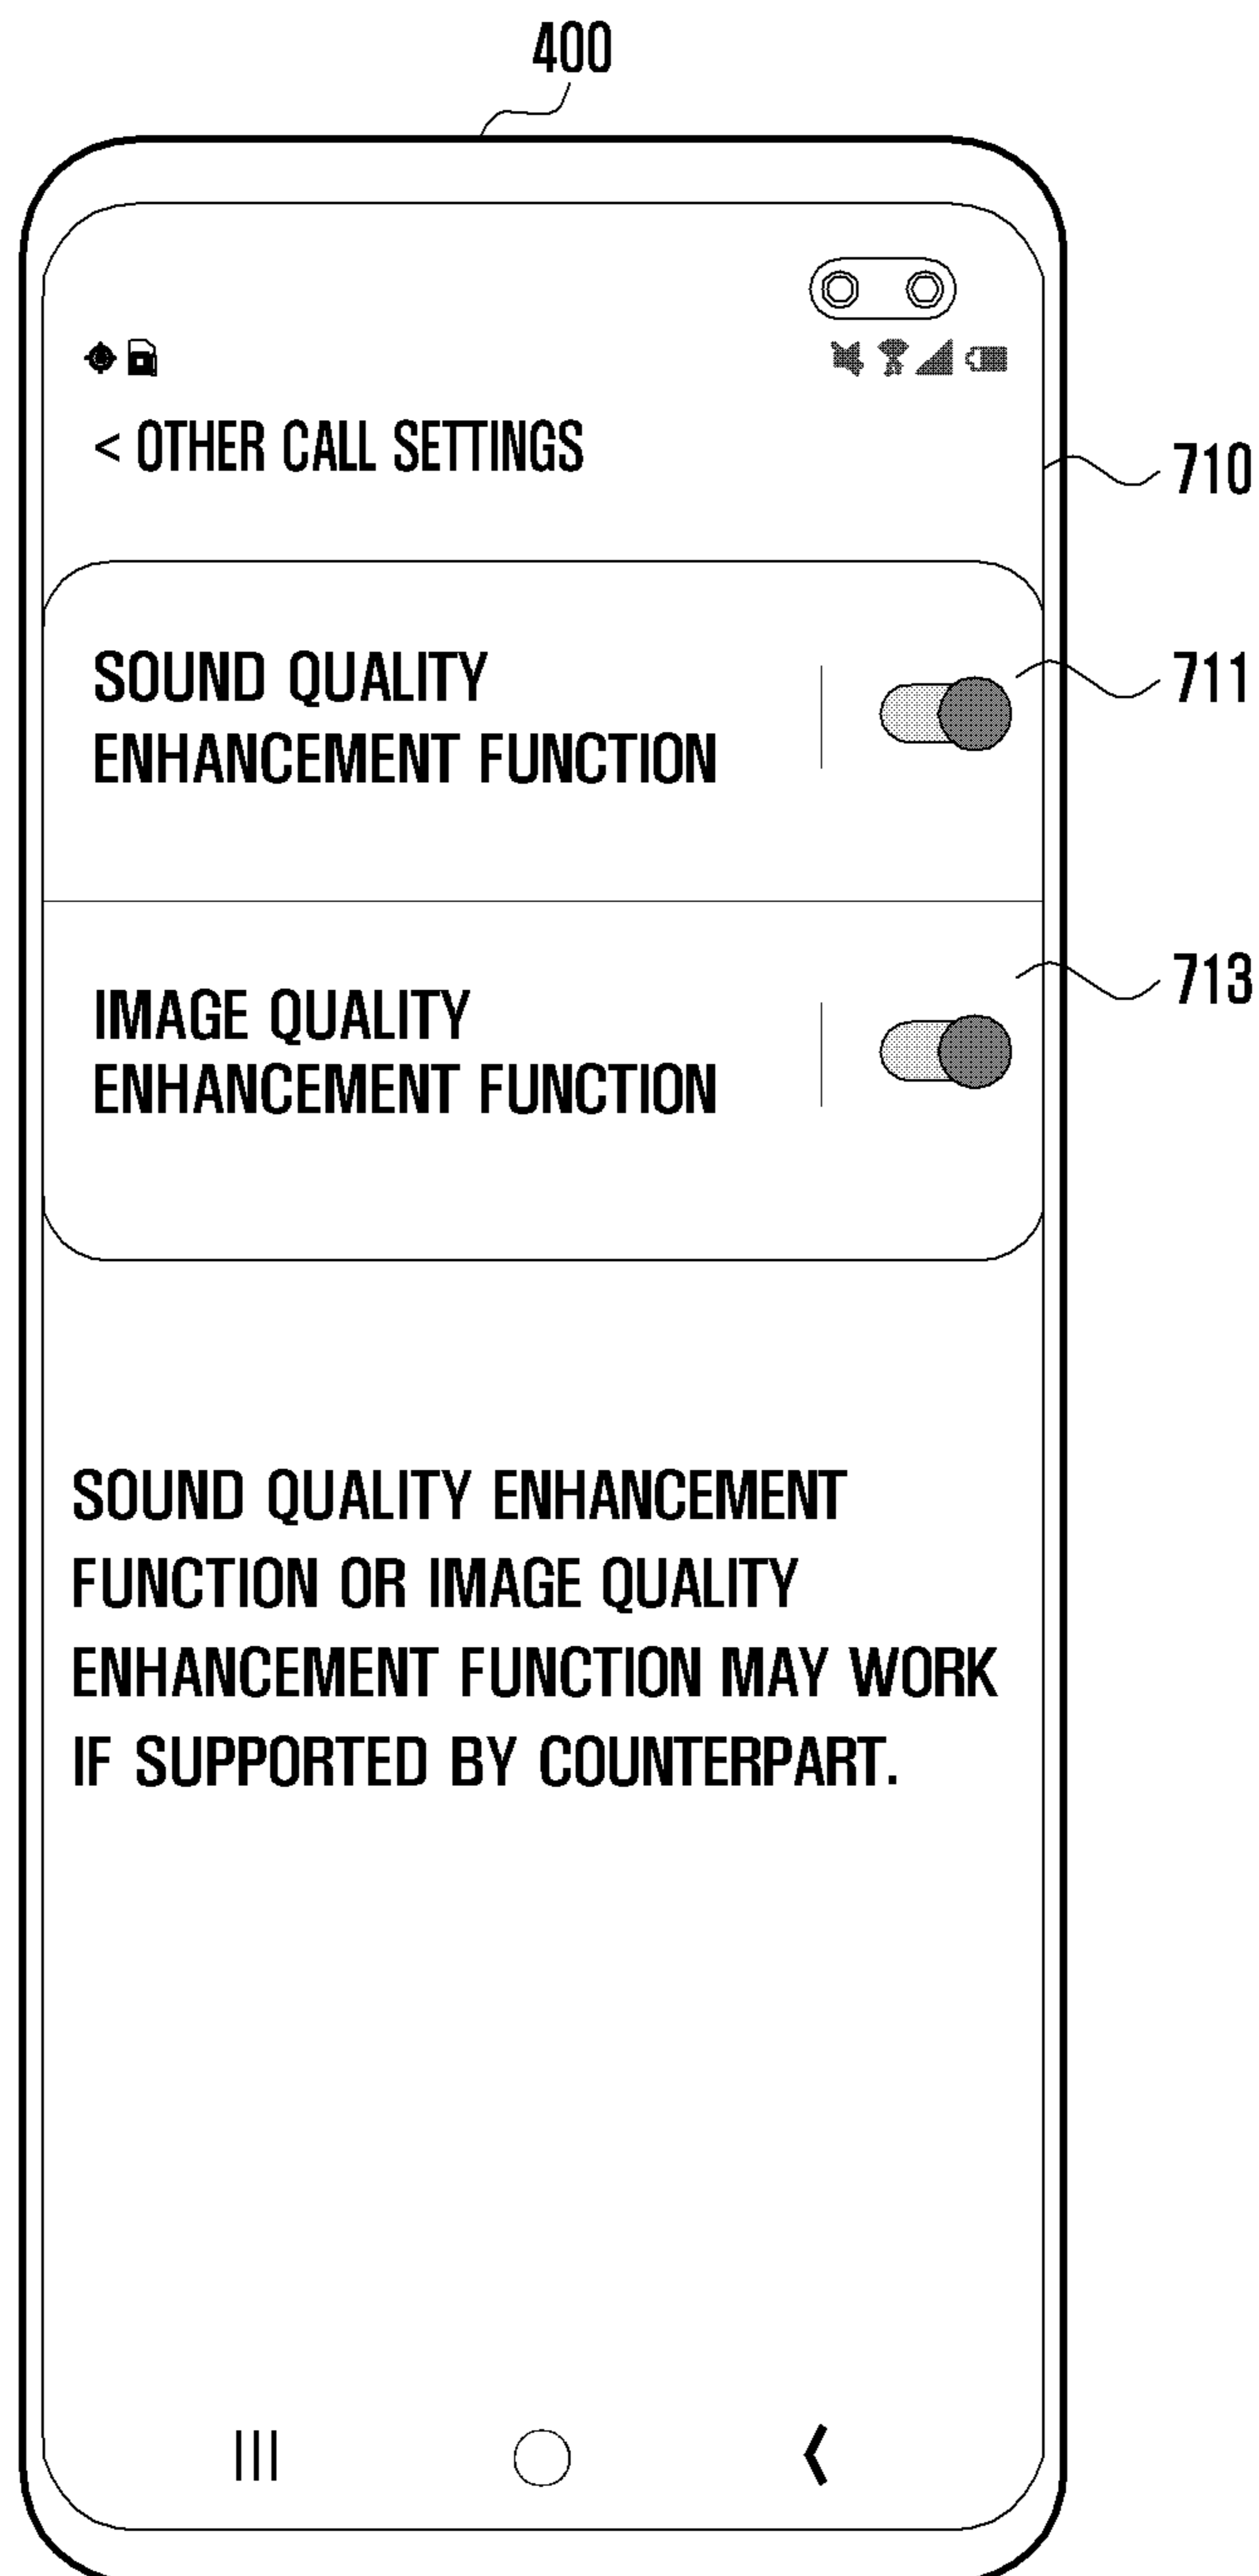 400
< OTHER CALL SETTINGS
710
SOUND QUALITY
ENHANCEMENT FUNCTION
711
IMAGE QUALITY
ENHANCEMENT FUNCTION
713
SOUND QUALITY ENHANCEMENT
FUNCTION OR IMAGE QUALITY
ENHANCEMENT FUNCTION MAY WORK
IF SUPPORTED BY COUNTERPART.